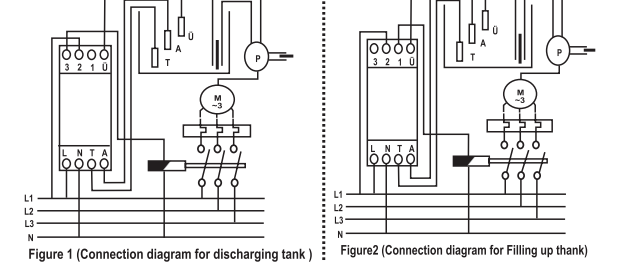 Ü
A
T
P
3 2 1 Ü
M
~3
L N T A
L1
L2
L3
N
Figure 1 (Connection diagram for discharging tank )
Ü
A
T
P
3 2 1 Ü
M
~3
L N T A
L1
L2
L3
N
Figure2 (Connection diagram for Filling up thank)